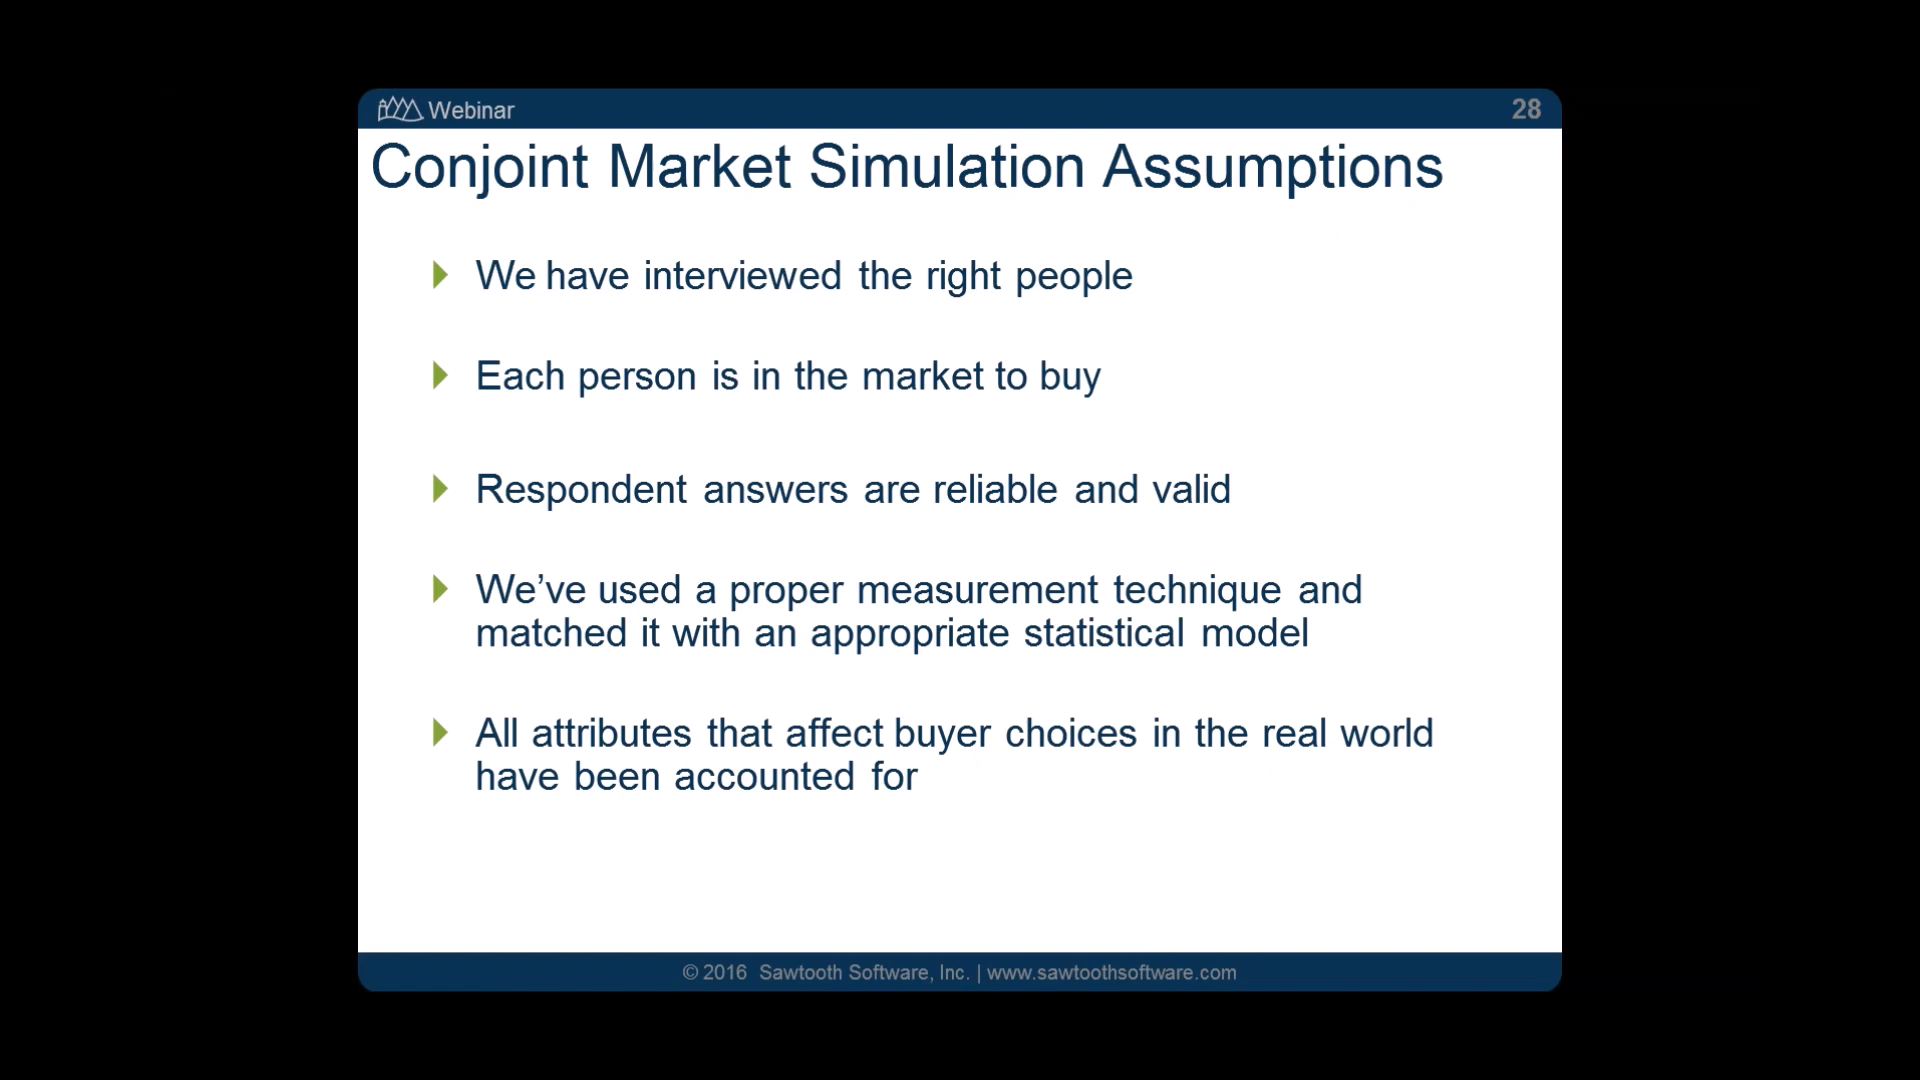 Webinar
28
Conjoint Market Simulation Assumptions
We have interviewed the right people
Each person is in the market to buy
Respondent answers are reliable and valid
We’ve used a proper measurement technique and
matched it with an appropriate statistical model
All attributes that affect buyer choices in the real world
have been accounted for
© 2016 Sawtooth Software, Inc. | www.sawtoothsoftware.com